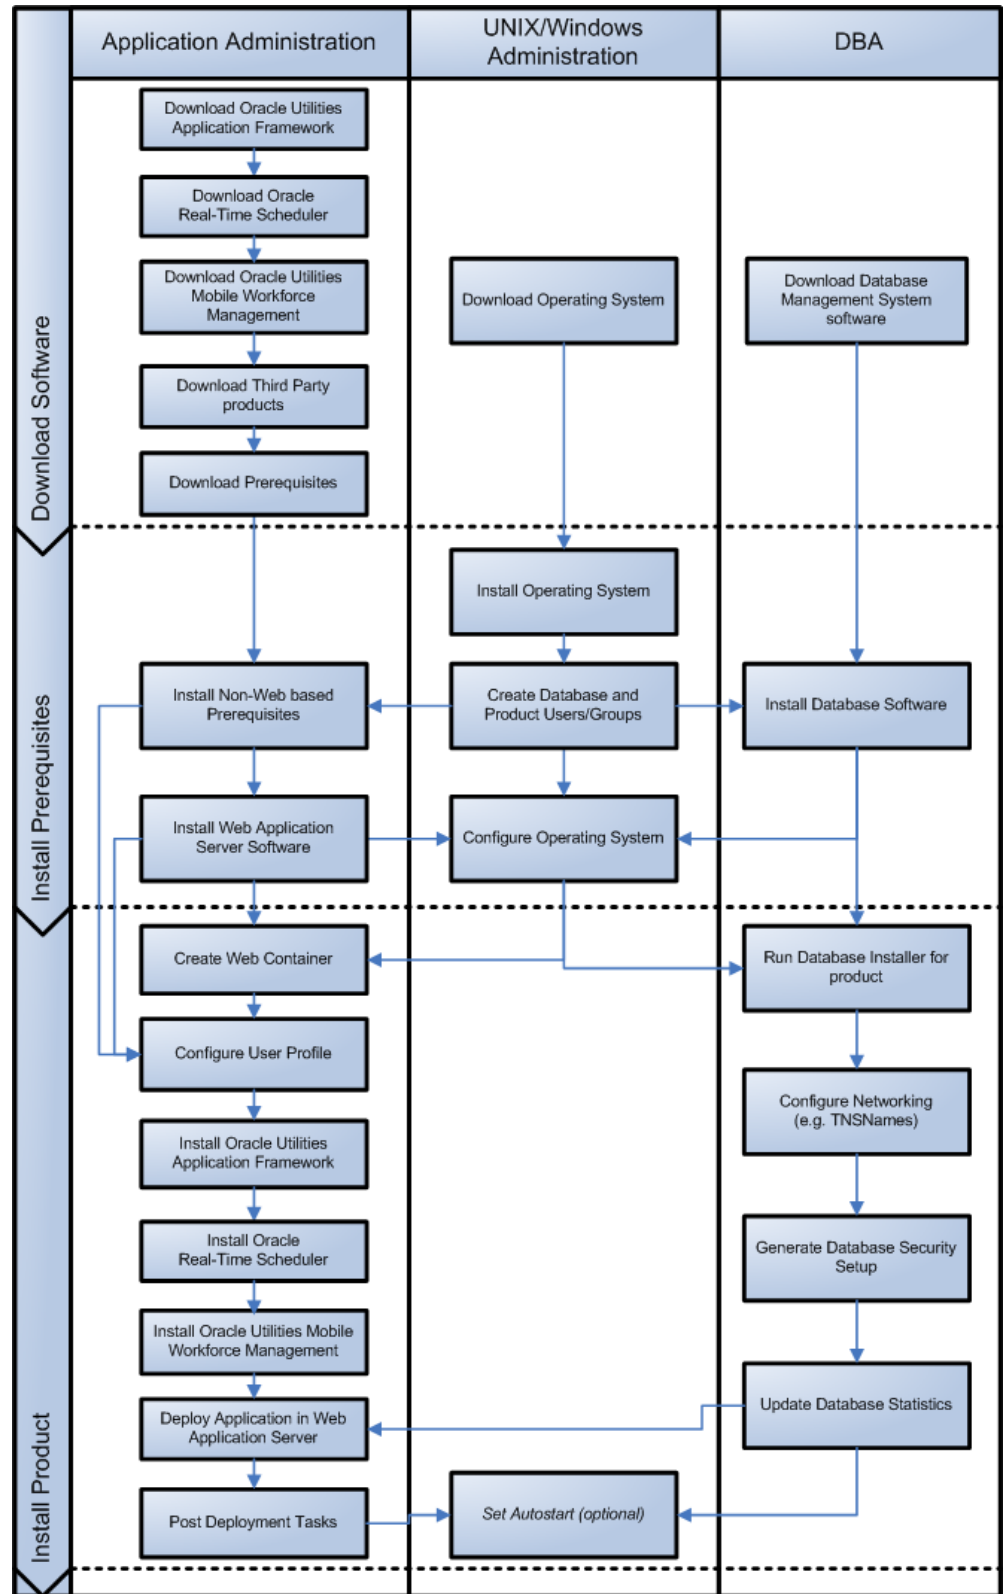 Application Administration
UNIX/Windows
Administration
DBA
Download Software
Download Oracle Utilities
Application Framework
Download Oracle
Real-Time Scheduler
Download Oracle Utilities
Mobile Workforce
Management
Download Third Party
products
Download Prerequisites
Download Operating System
Download Database
Management System
software
Install Prerequisites
Install Operating System
Install Non-Web based
Prerequisites
Create Database and
Product Users/Groups
Install Database Software
Install Web Application
Server Software
Configure Operating System
Install Product
Create Web Container
Run Database Installer for
product
Configure User Profile
Configure Networking
(e.g. TNSNames)
Install Oracle Utilities
Application Framework
Install Oracle
Real-Time Scheduler
Generate Database Security
Setup
Install Oracle Utilities Mobile
Workforce Management
Deploy Application in Web
Application Server
Update Database Statistics
Post Deployment Tasks
Set Autostart (optional)